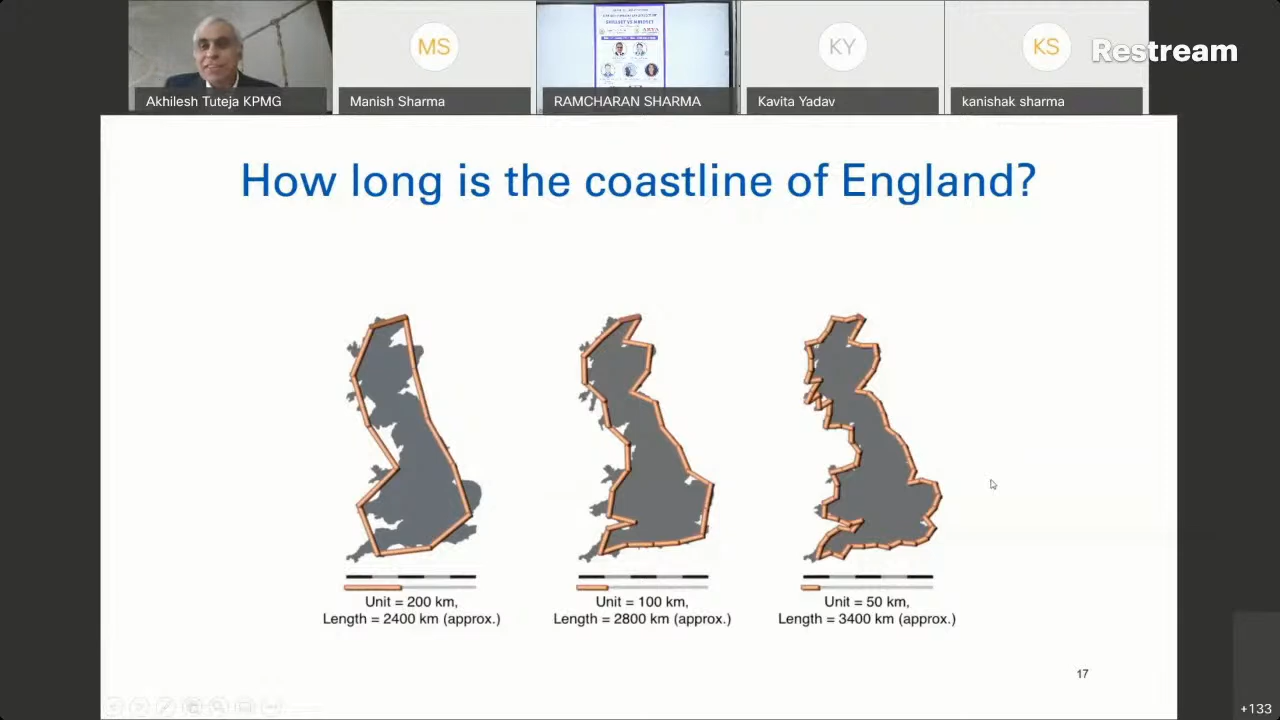 MS
KY
KS
Restream
Akhilesh Tuteja KPMG
Manish Sharma
RAMCHARAN SHARMA
Kavita Yadav
kanishak sharma
How long is the coastline of England?
Unit = 200 km,
Length = 2400 km (approx.)
Unit = 100 km,
Length = 2800 km (approx.)
Unit = 50 km,
Length = 3400 km (approx.)
17
+133